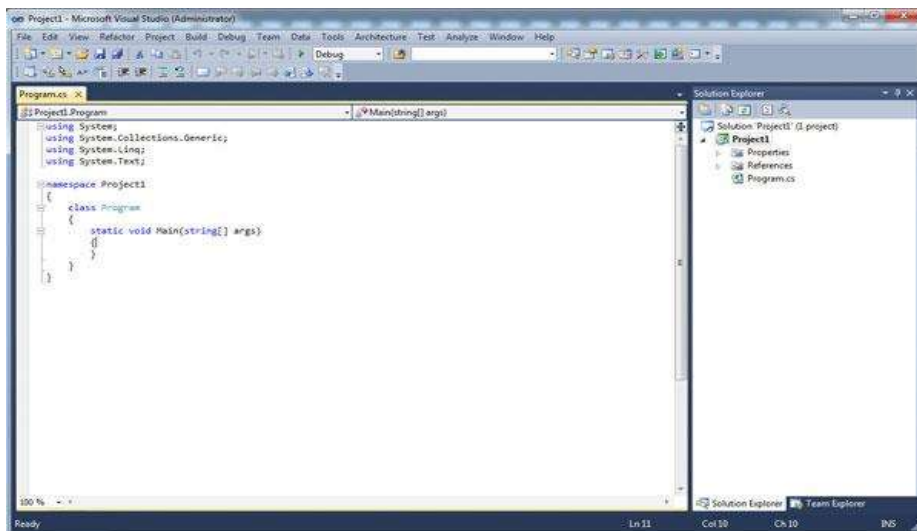 Project1 - Microsoft Visual Studio (Administrator)
File Edit View Refactor Project Build Debug Team Data Tools Architecture Test Analyze Window Help
Debug
Program.cs
Project1.Program
Main(string[] args)
using System;
using System.Collections.Generic;
using System.Linq;
using System.Text;
namespace Project1
{
class Program
{
static void Main(string[] args)
{
}
}
}
100 %
Solution Explorer
Solution 'Project1' (1 project)
Project1
Properties
References
Program.cs
Solution Explorer Team Explorer
Ready Ln 11 Col 10 Ch 10 INS